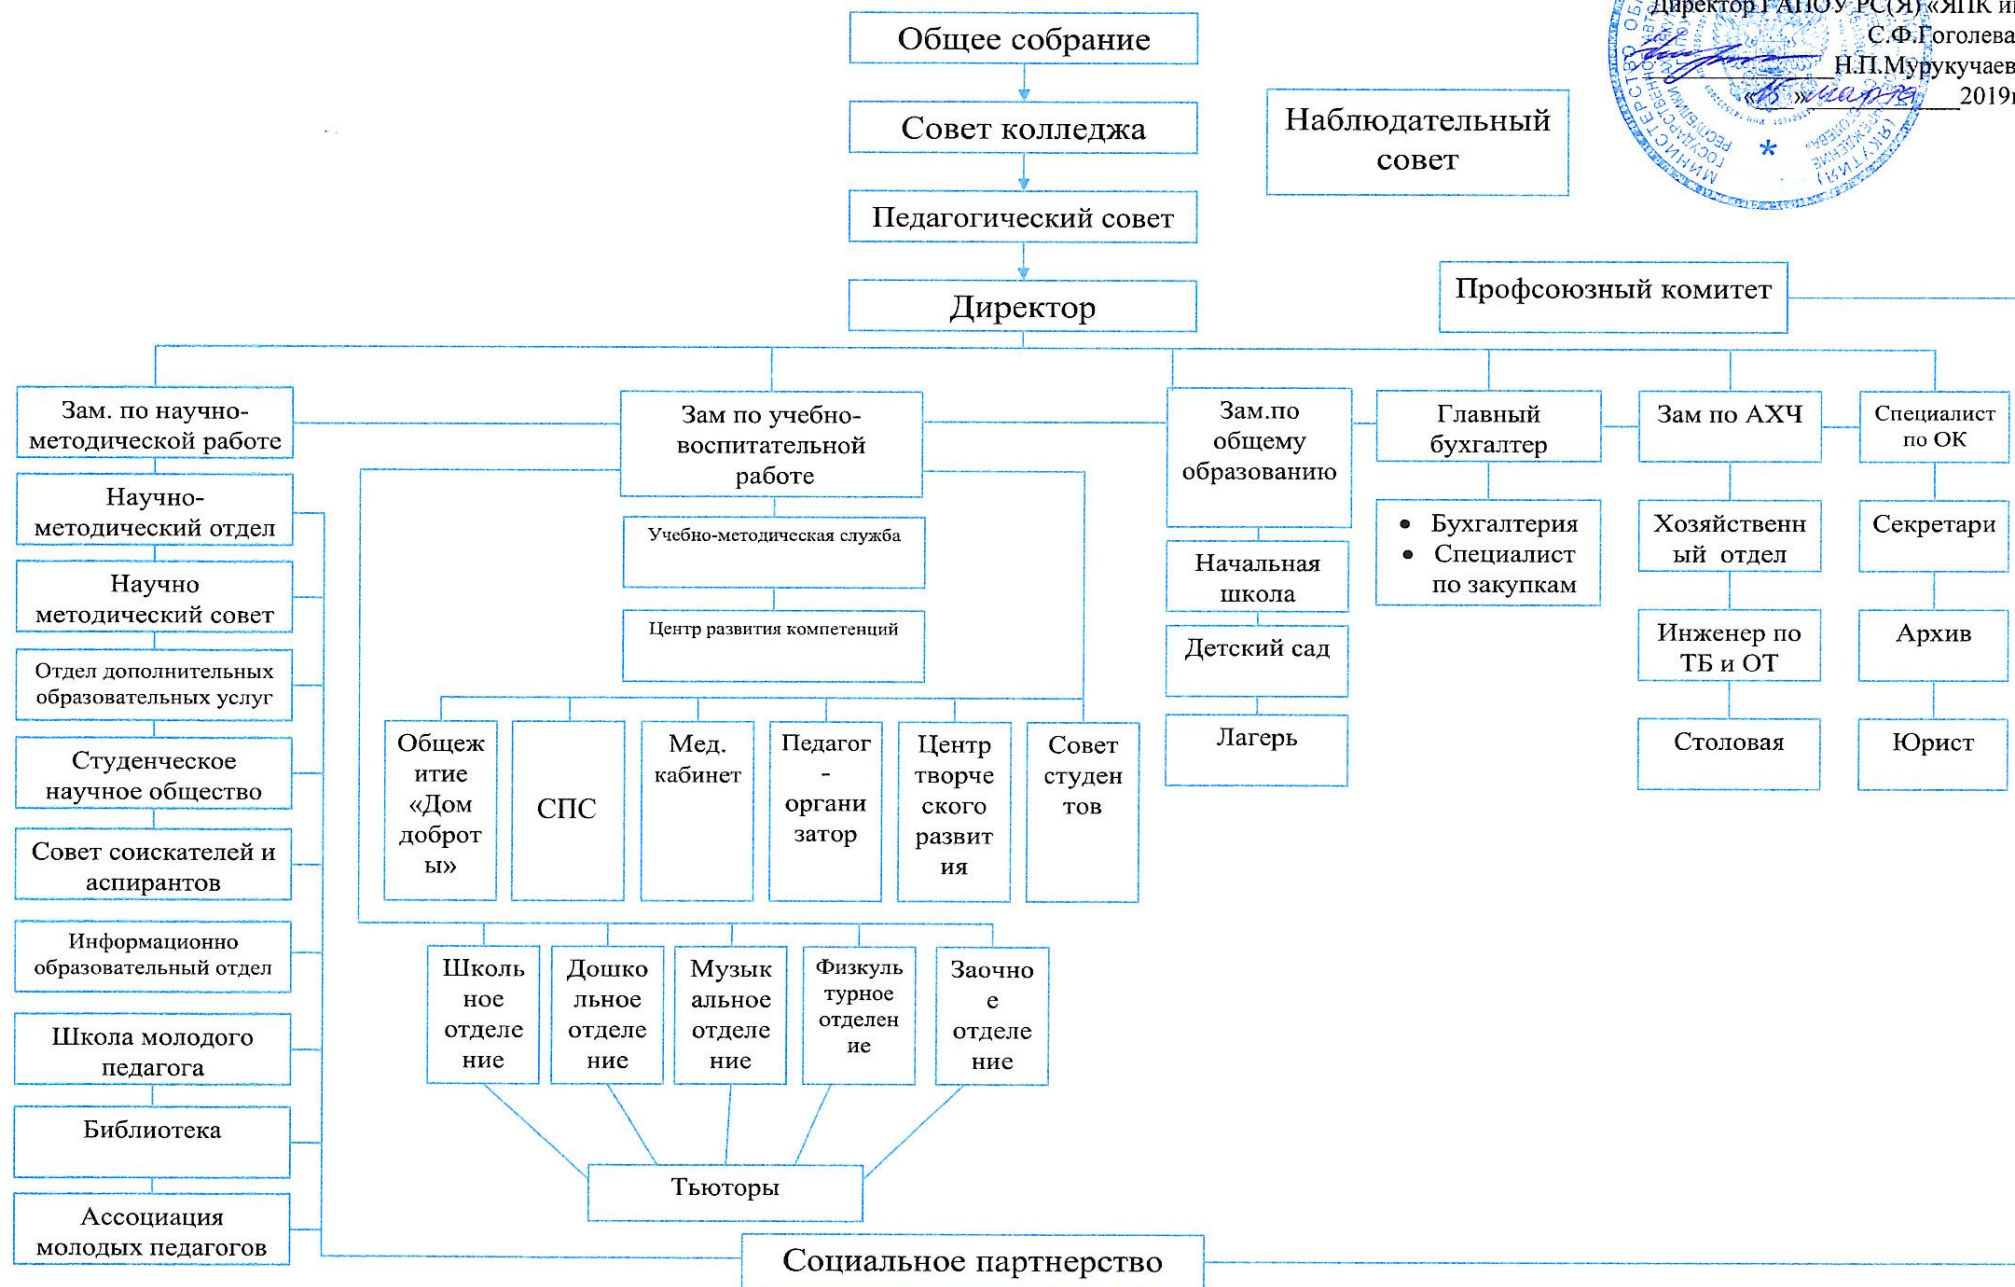 Общее собрание
Директор ГАПОУ РС(Я) «ЯПК им
С.Ф.Гоголева
Н.П.Мурукучаев
«15» марта 2019г
Совет колледжа
Наблюдательный
совет
Педагогический совет
Директор
Профсоюзный комитет
Зам. по научно-
методической работе
Зам по учебно-
воспитательной
работе
Зам.по
общему
образованию
Главный
бухгалтер
Зам по АХЧ
Специалист
по ОК
Научно-
методический отдел
Научно
методический совет
Отдел дополнительных
образовательных услуг
Студенческое
научное общество
Совет соискателей и
аспирантов
Информационно
образовательный отдел
Школа молодого
педагога
Библиотека
Ассоциация
молодых педагогов
Учебно-методическая служба
Центр развития компетенций
Общеж
итие
«Дом
доброт
ы»
СПС
Мед.
кабинет
Педагог
-
органи
затор
Центр
творче
ского
развит
ия
Совет
студен
тов
Школь
ное
отделе
ние
Дошко
льное
отделе
ние
Музык
альное
отделе
ние
Физкуль
турное
отделен
ие
Заочно
е
отделе
ние
Тьюторы
Начальная
школа
Детский сад
Лагерь
• Бухгалтерия
• Специалист
по закупкам
Хозяйственн
ый отдел
Инженер по
ТБ и ОТ
Столовая
Секретари
Архив
Юрист
Социальное партнерство